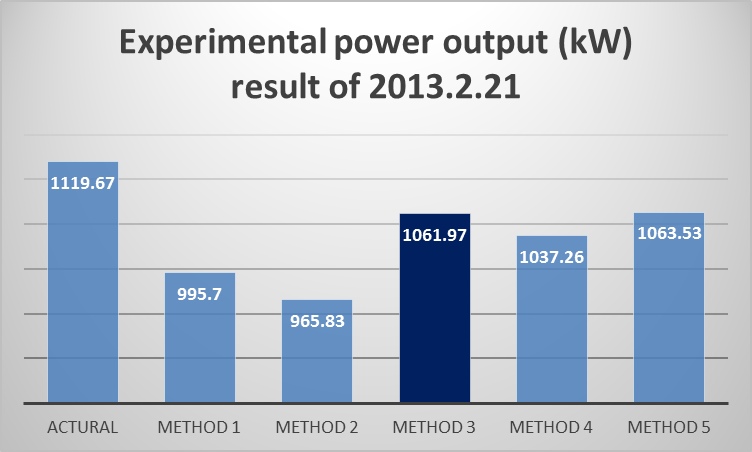 Experimental power output (kW)
result of 2013.2.21
1119.67
995.7
965.83
1061.97
1037.26
1063.53
ACTURAL
METHOD 1
METHOD 2
METHOD 3
METHOD 4
METHOD 5